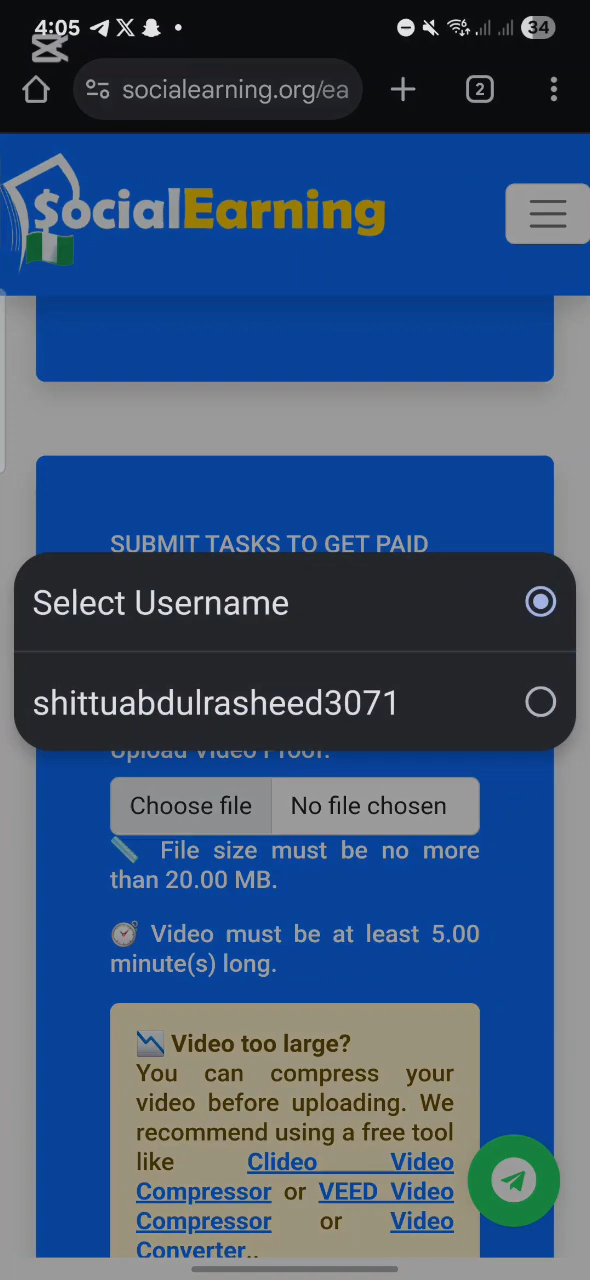 4:05
34
socialearning.org/ea
2
$ocialEarning
SUBMIT TASKS TO GET PAID
Select Username
shittuabdulrasheed3071
Upload Video Proof:
Choose file No file chosen
File size must be no more
than 20.00 MB.
Video must be at least 5.00
minute(s) long.
Video too large?
You can compress your
video before uploading. We
recommend using a free tool
like Clideo Video
Compressor or VEED Video
Compressor or Video
Converter..